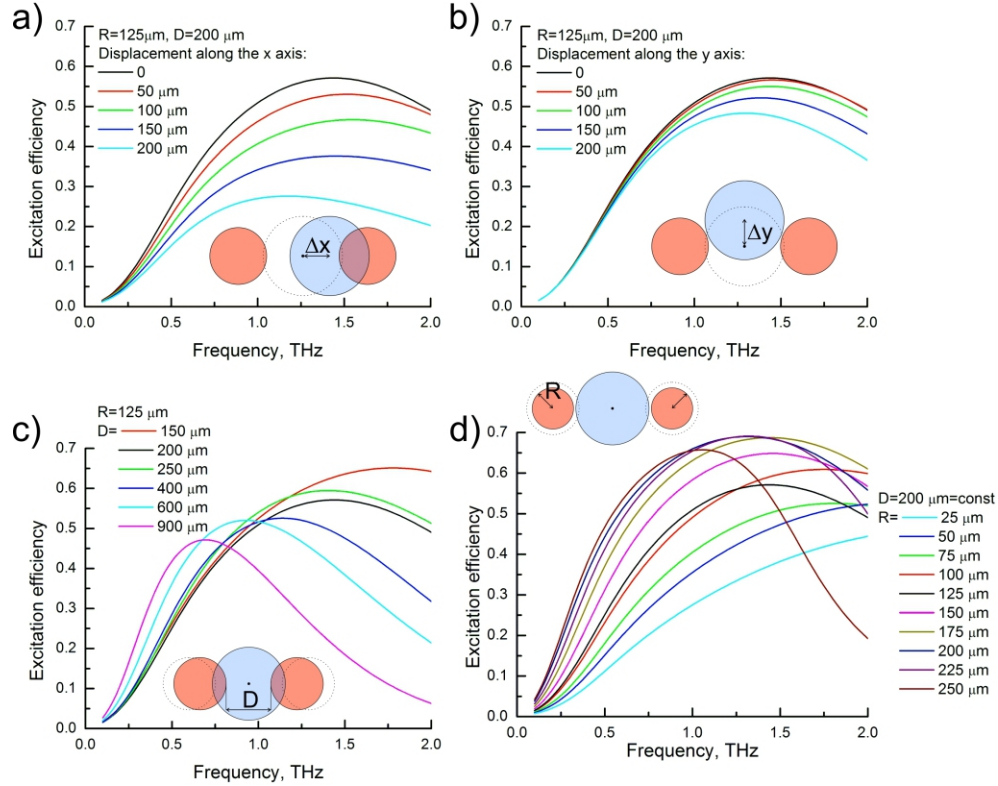 a)
R=125μm, D=200 μm
Displacement along the x axis:
0
50 μm
100 μm
150 μm
200 μm
Excitation efficiency
0.7
0.6
0.5
0.4
0.3
0.2
0.1
0.0
Δx
0.0 0.5 1.0 1.5 2.0
Frequency, THz
b)
R=125μm, D=200 μm
Displacement along the y axis:
0
50 μm
100 μm
150 μm
200 μm
Excitation efficiency
0.7
0.6
0.5
0.4
0.3
0.2
0.1
0.0
Δy
0.0 0.5 1.0 1.5 2.0
Frequency, THz
c)
R=125 μm
D= 150 μm
200 μm
250 μm
400 μm
600 μm
900 μm
Excitation efficiency
0.7
0.6
0.5
0.4
0.3
0.2
0.1
0.0
D
0.0 0.5 1.0 1.5 2.0
Frequency, THz
d)
R
Excitation efficiency
0.7
0.6
0.5
0.4
0.3
0.2
0.1
0.0
0.0 0.5 1.0 1.5 2.0
Frequency, THz
D=200 μm=const
R= 25 μm
50 μm
75 μm
100 μm
125 μm
150 μm
175 μm
200 μm
225 μm
250 μm